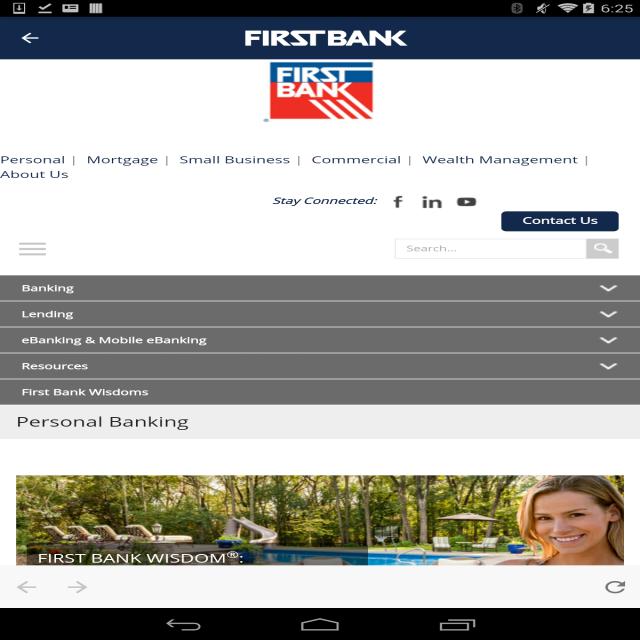 6:25
FIRST BANK
FIRST
BANK
Personal | Mortgage | Small Business | Commercial | Wealth Management |
About Us
Stay Connected:
Contact Us
Search...
Banking
Lending
eBanking & Mobile eBanking
Resources
First Bank Wisdoms
Personal Banking
FIRST BANK WISDOM®: